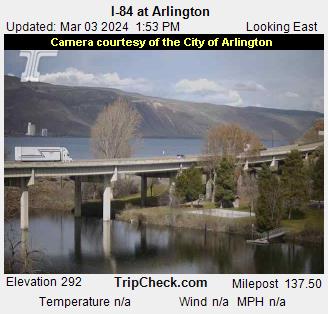 I-84 at Arlington
Updated: Mar 03 2024 1:53 PM Looking East
Camera courtesy of the City of Arlington
Elevation 292 TripCheck.com Milepost 137.50
Temperature n/a Wind n/a MPH n/a